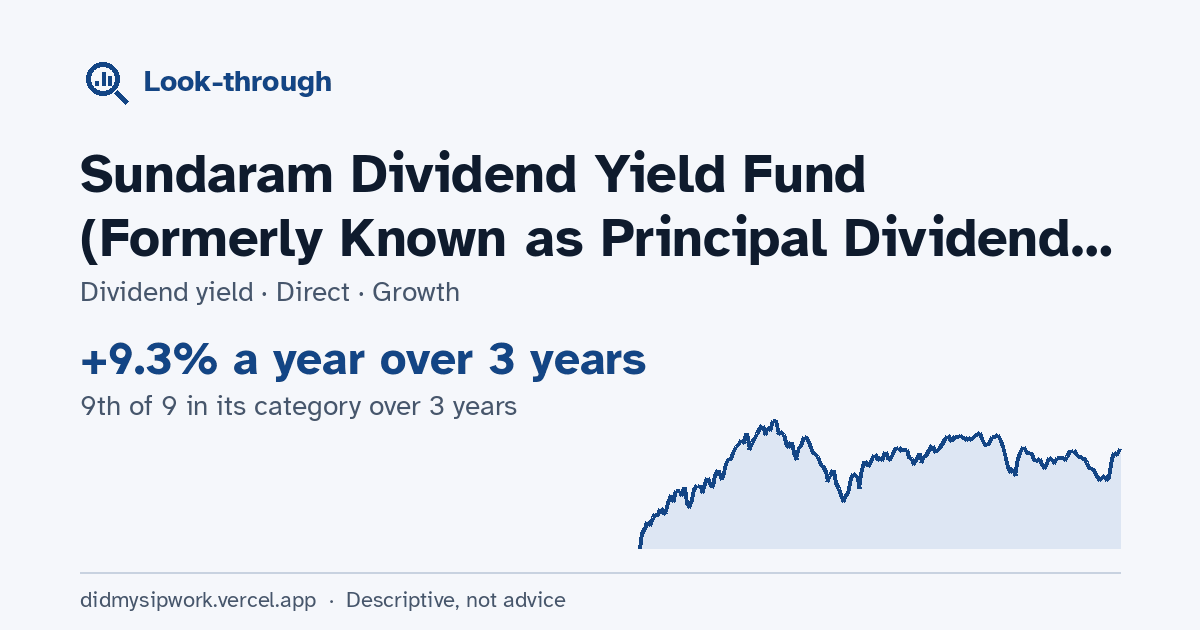 Look-through
Sundaram Dividend Yield Fund
(Formerly Known as Principal Dividend...
Dividend yield · Direct · Growth
+9.3% a year over 3 years
9th of 9 in its category over 3 years
didmysipwork.vercel.app · Descriptive, not advice